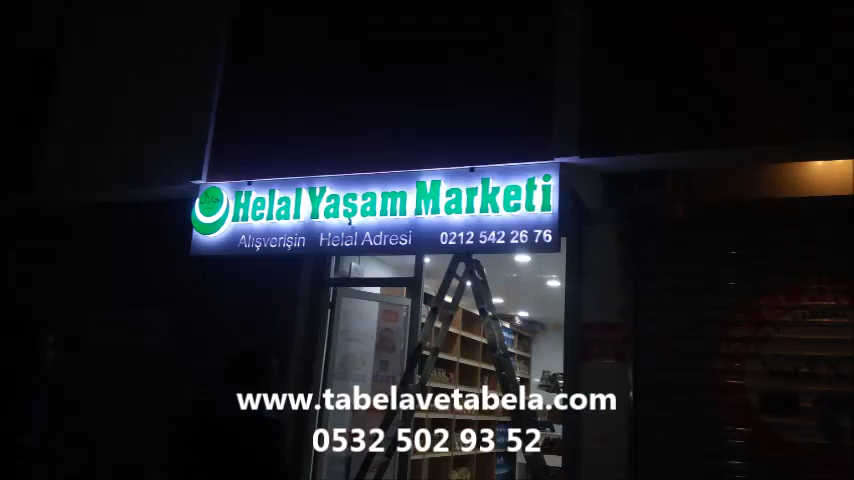 Helal Yaşam Marketi
Alışverişin Helal Adresi 0212 542 26 76
www.tabelavetabela.com
0532 502 93 52